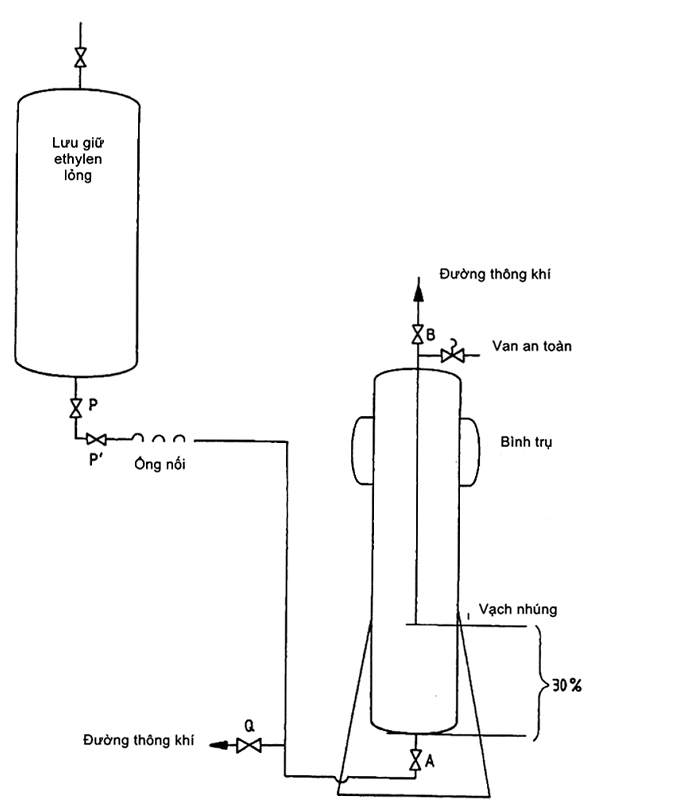 Lưu giữ
ethylen
lỏng
Đường thông khí
B
Van an toàn
P
P'
Ống nối
Bình trụ
Vạch nhúng
30%
Q
Đường thông khí
A